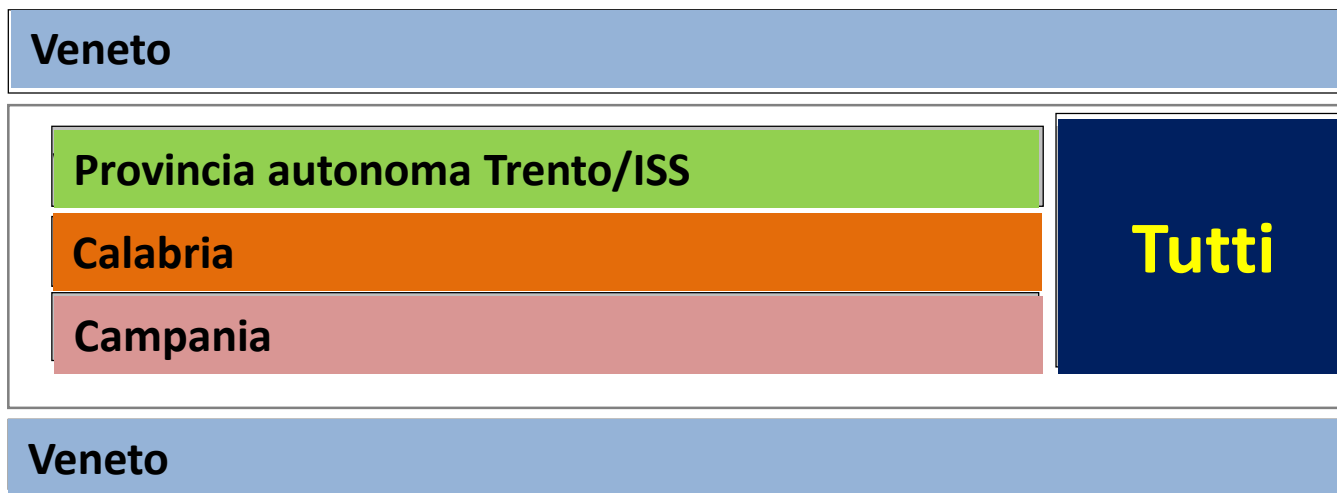 Veneto
Provincia autonoma Trento/ISS
Calabria
Campania
Tutti
Veneto